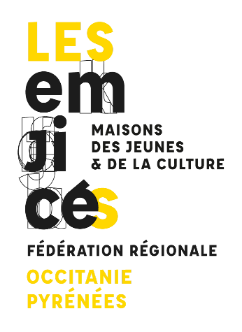 LES
em
ji
cés
MAISONS
DES JEUNES
& DE LA CULTURE
FÉDÉRATION RÉGIONALE
OCCITANIE
PYRÉNÉES